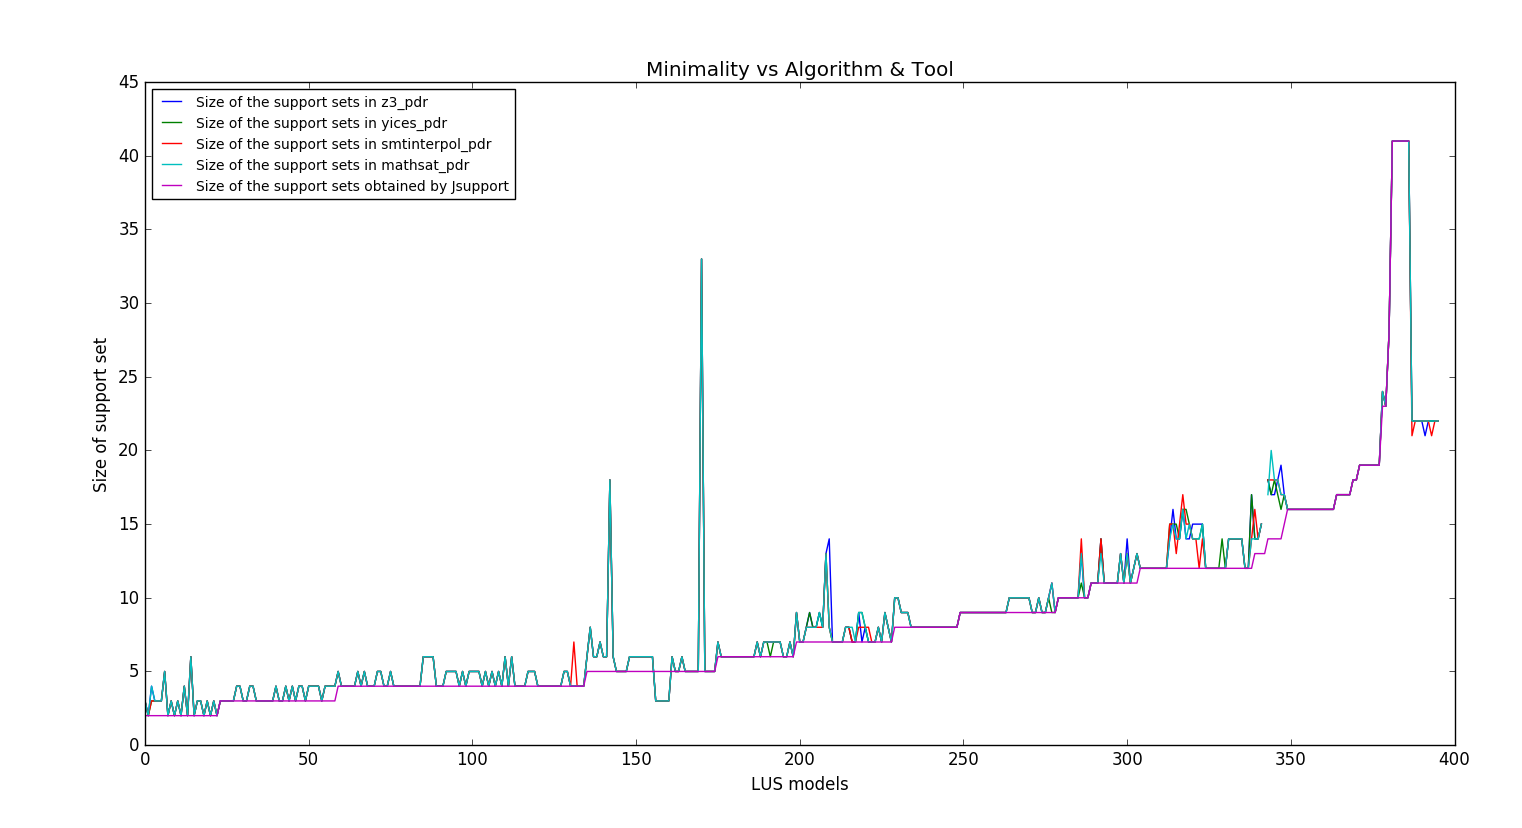 Minimality vs Algorithm & Tool
Size of the support sets in z3_pdr
Size of the support sets in yices_pdr
Size of the support sets in smtinterpol_pdr
Size of the support sets in mathsat_pdr
Size of the support sets obtained by Jsupport
Size of support set
45
40
35
30
25
20
15
10
5
0
0 50 100 150 200 250 300 350 400
LUS models